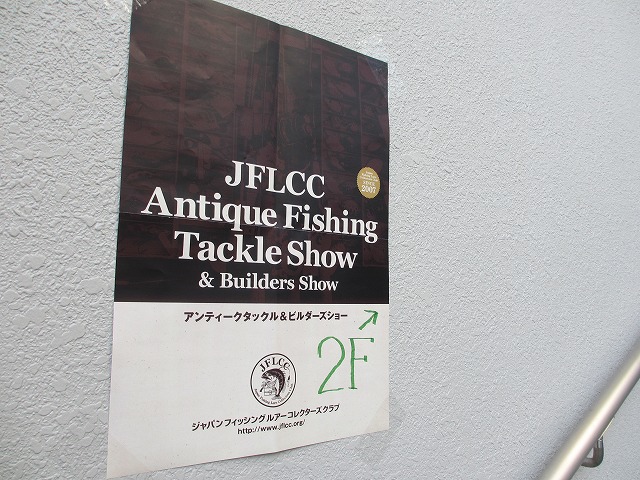 JFLCC
Antique Fishing
Tackle Show
& Builders Show
2007
アンティークタックル&ビルダーズショー
2F
JFLCC
ジャパンフィッシングルアーコレクターズクラブ
http://www.jflcc.org/